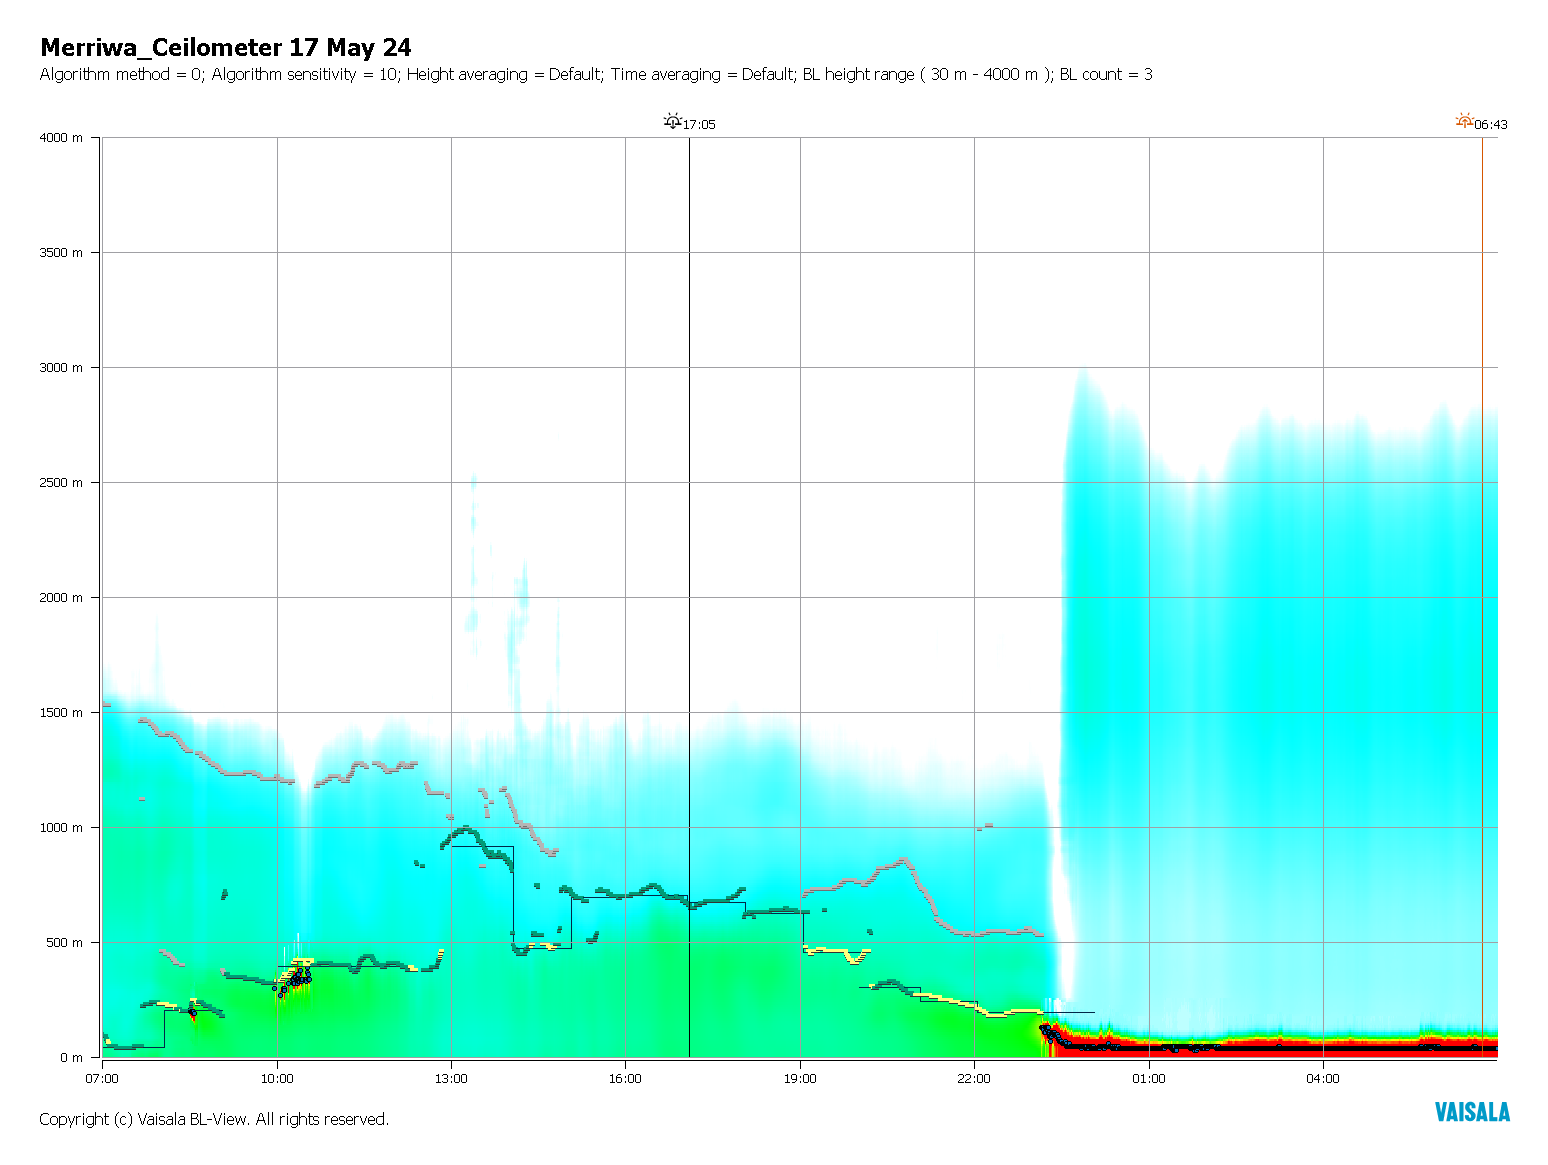 Merriwa_Ceilometer 17 May 24
Algorithm method = 0; Algorithm sensitivity = 10; Height averaging = Default; Time averaging = Default; BL height range ( 30 m - 4000 m ); BL count = 3
17:05
06:43
4000 m
3500 m
3000 m
2500 m
2000 m
1500 m
1000 m
500 m
0 m
07:00 10:00 13:00 16:00 19:00 22:00 01:00 04:00
Copyright (c) Vaisala BL-View. All rights reserved.
VAISALA